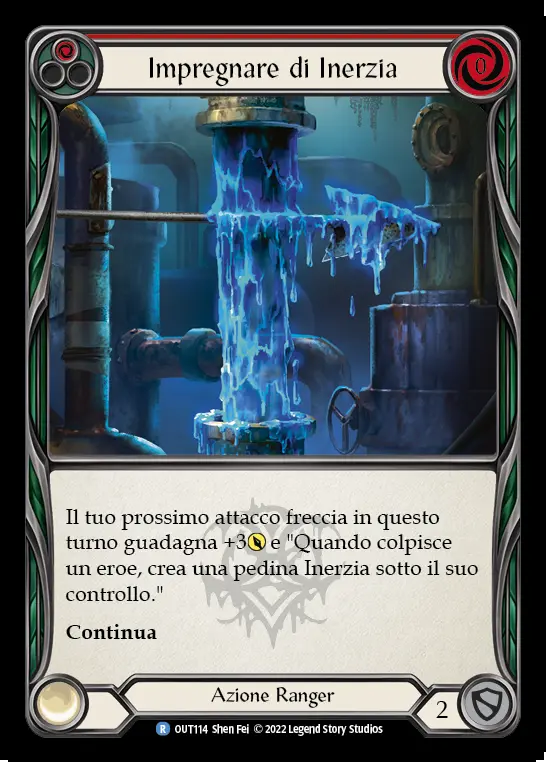 Impregnare di Inerzia
0
Il tuo prossimo attacco freccia in questo
turno guadagna +3 e "Quando colpisce
un eroe, crea una pedina Inerzia sotto il suo
controllo."
Continua
Azione Ranger
2
R OUT114 Shen Fei © 2022 Legend Story Studios